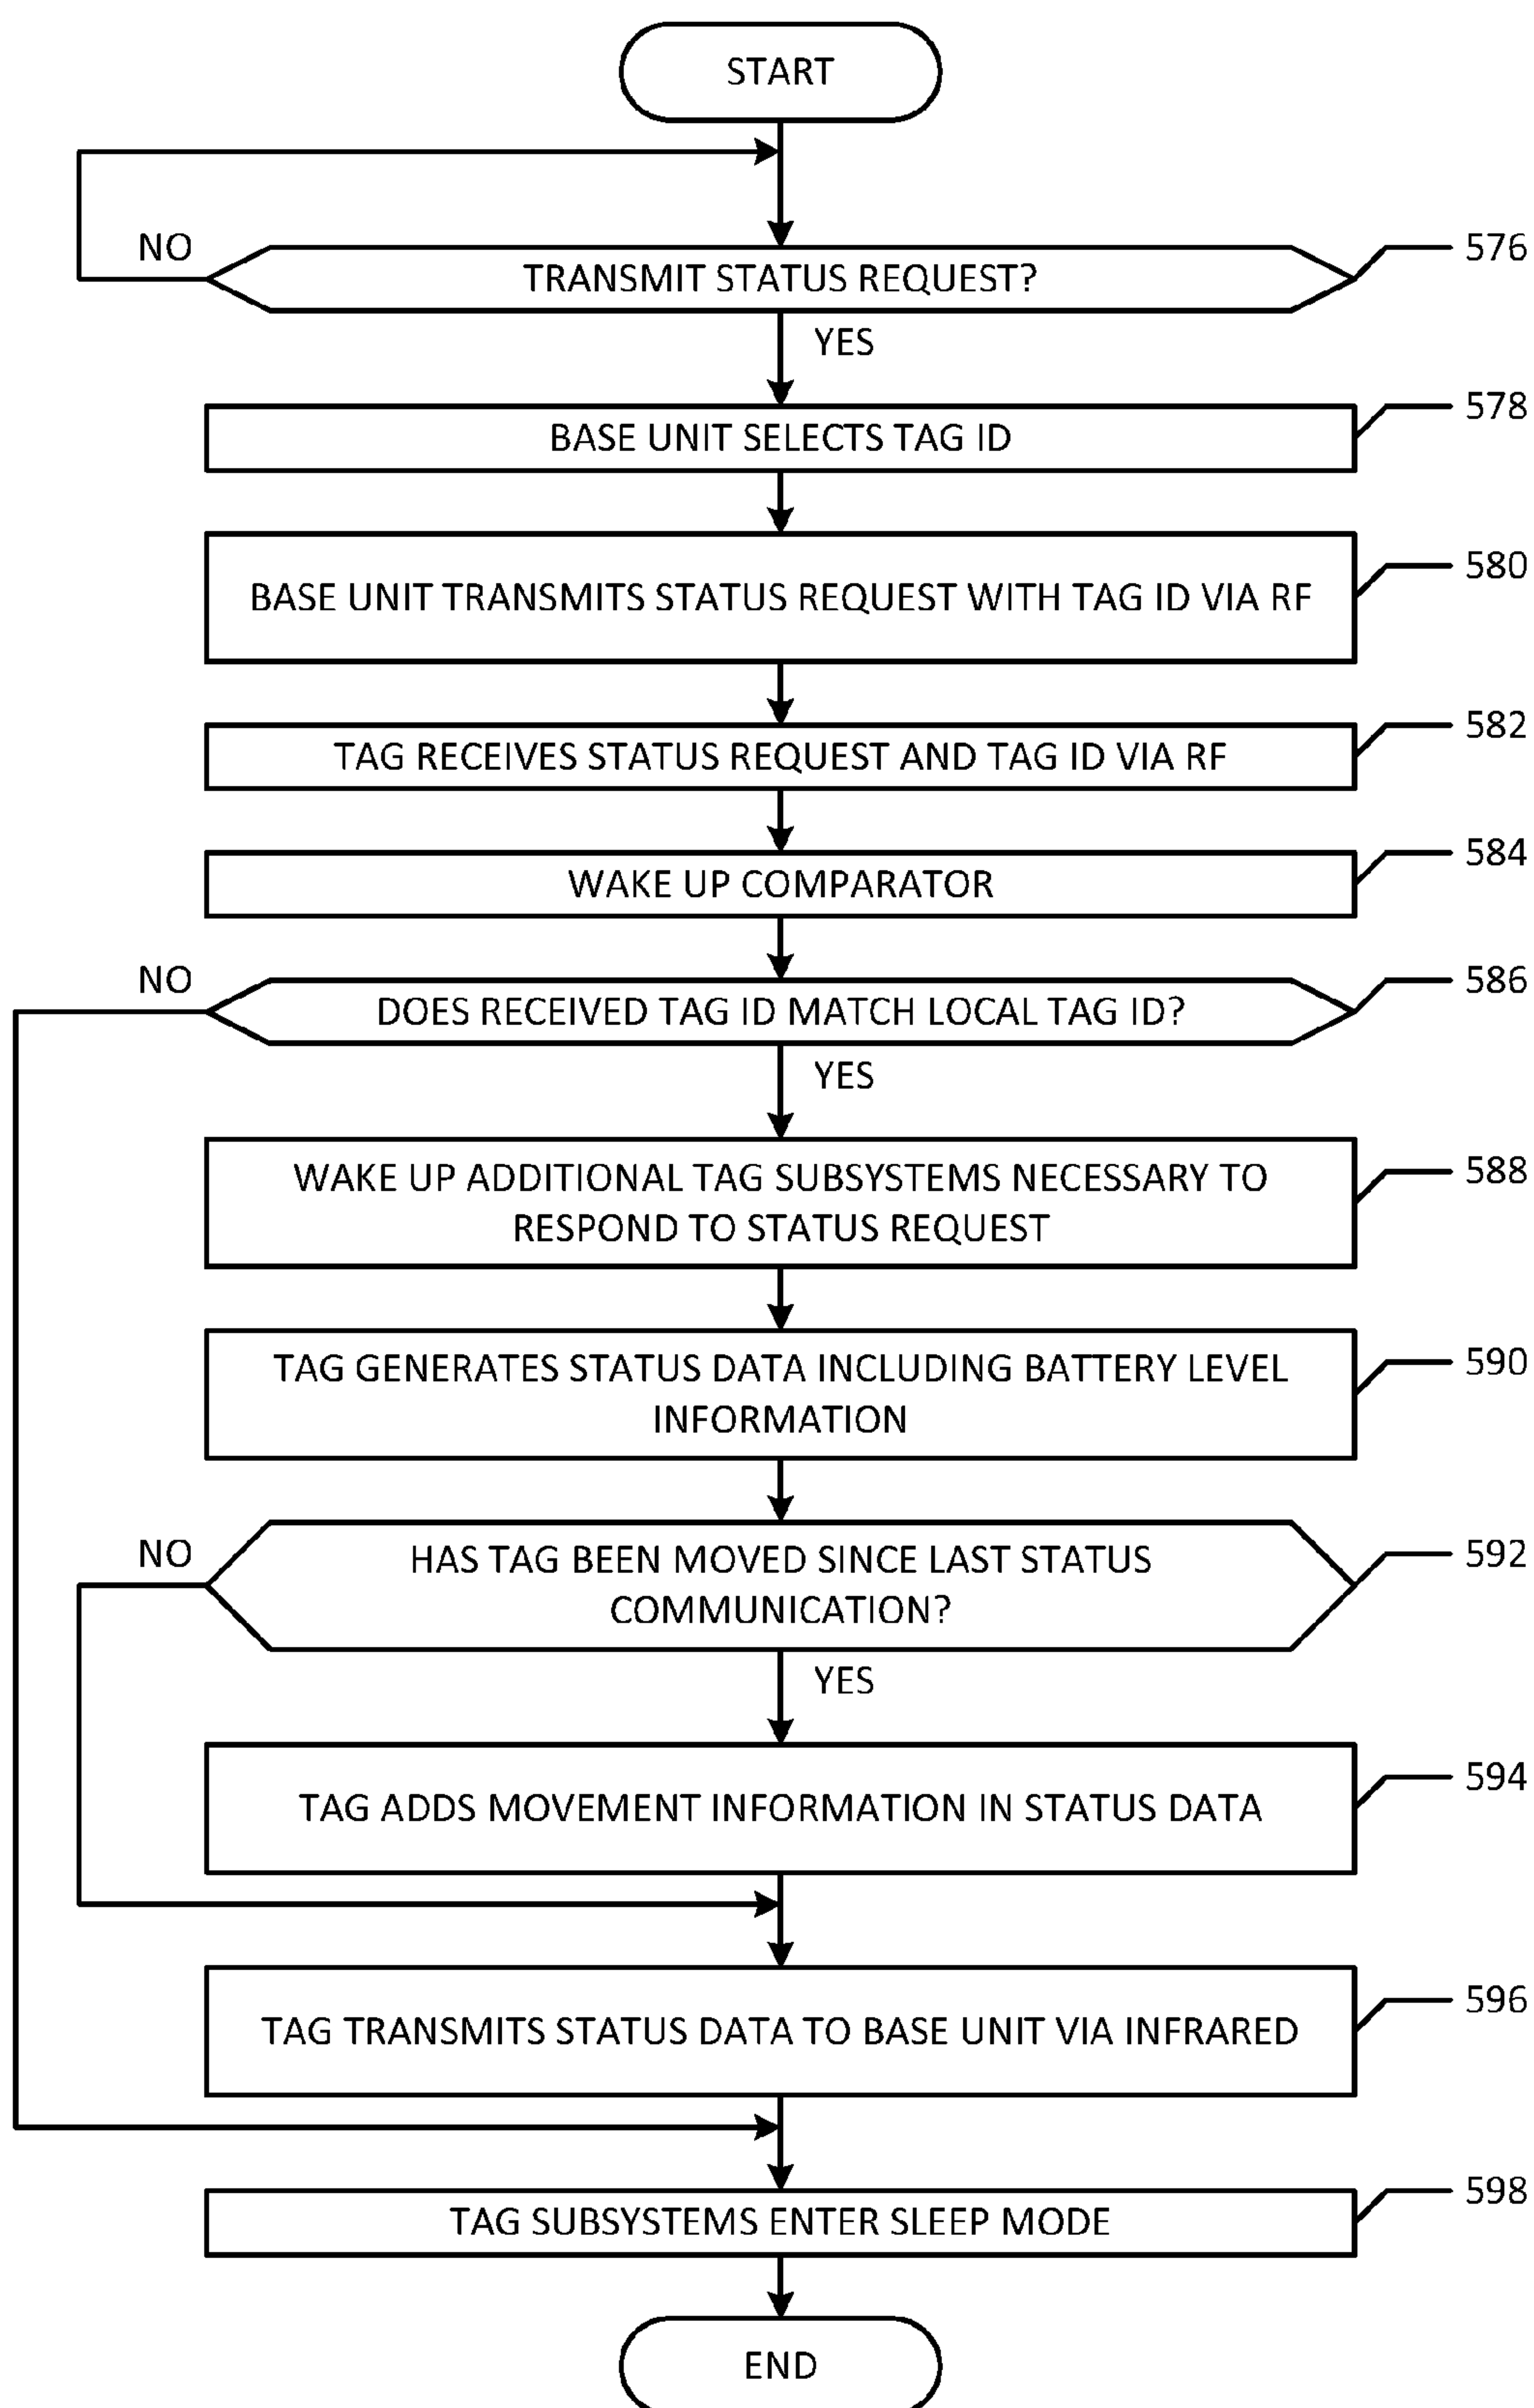 START
NO
576
TRANSMIT STATUS REQUEST?
YES
578
BASE UNIT SELECTS TAG ID
580
BASE UNIT TRANSMITS STATUS REQUEST WITH TAG ID VIA RF
582
TAG RECEIVES STATUS REQUEST AND TAG ID VIA RF
584
WAKE UP COMPARATOR
NO
586
DOES RECEIVED TAG ID MATCH LOCAL TAG ID?
YES
588
WAKE UP ADDITIONAL TAG SUBSYSTEMS NECESSARY TO
RESPOND TO STATUS REQUEST
590
TAG GENERATES STATUS DATA INCLUDING BATTERY LEVEL
INFORMATION
NO
592
HAS TAG BEEN MOVED SINCE LAST STATUS
COMMUNICATION?
YES
594
TAG ADDS MOVEMENT INFORMATION IN STATUS DATA
596
TAG TRANSMITS STATUS DATA TO BASE UNIT VIA INFRARED
598
TAG SUBSYSTEMS ENTER SLEEP MODE
END